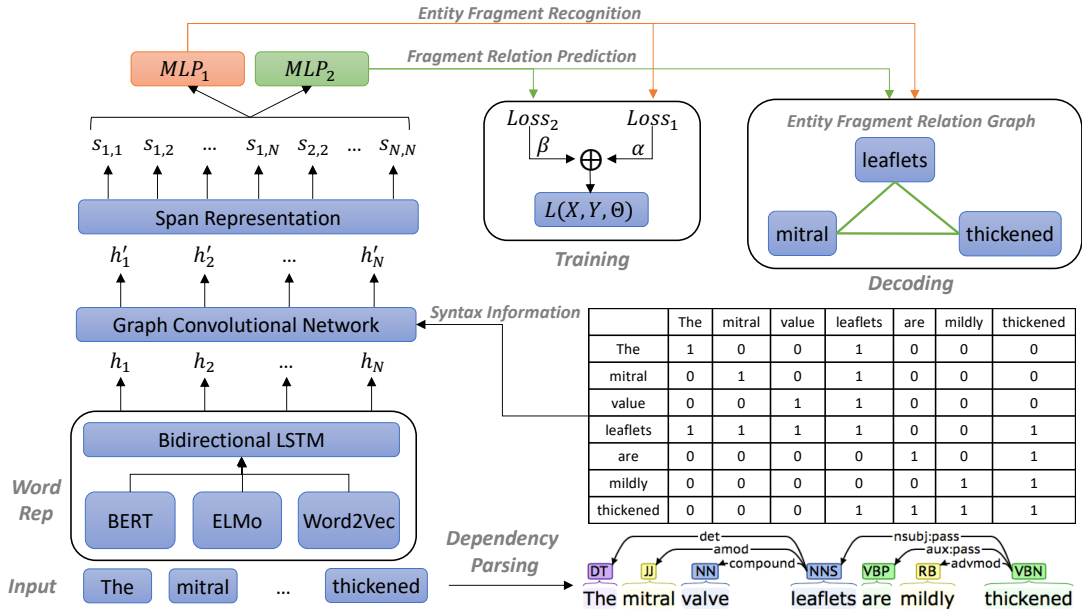 Entity Fragment Recognition
Fragment Relation Prediction
MLP₁ MLP₂
s₁,₁ s₁,₂ ... s₁,N s₂,₂ ... sN,N
Span Representation
h′₁ h′₂ ... h′N
Graph Convolutional Network
h₁ h₂ ... hN
Bidirectional LSTM
BERT ELMo Word2Vec
Word
Rep
Input The mitral ... thickened
Loss₂ Loss₁
β ⊕ α
L(X, Y, Θ)
Training
Entity Fragment Relation Graph
leaflets
mitral thickened
Decoding
Syntax Information
The mitral value leaflets are mildly thickened
The 1 0 0 1 0 0 0
mitral 0 1 0 1 0 0 0
value 0 0 1 1 0 0 0
leaflets 1 1 1 1 0 0 1
are 0 0 0 0 1 0 1
mildly 0 0 0 0 0 1 1
thickened 0 0 0 1 1 1 1
Dependency
Parsing
det nsubj:pass
amod aux:pass
compound advmod
DT JJ NN NNS VBP RB VBN
The mitral valve leaflets are mildly thickened